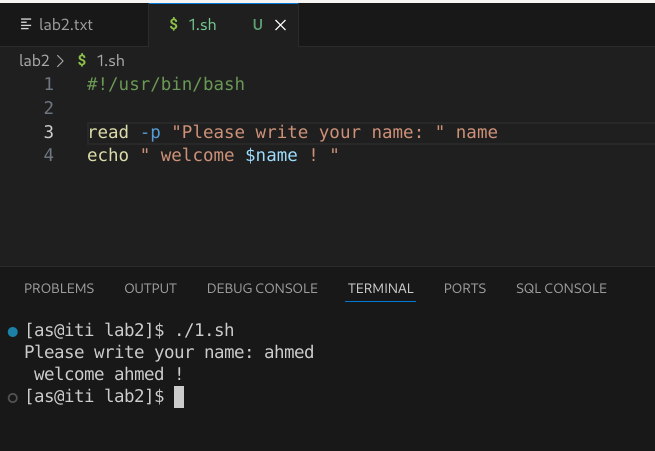 lab2.txt
$ 1.sh U
lab2 > $ 1.sh
1 #!/usr/bin/bash
2
3 read -p "Please write your name: " name
4 echo " welcome $name ! "
PROBLEMS OUTPUT DEBUG CONSOLE TERMINAL PORTS SQL CONSOLE
[as@iti lab2]$ ./1.sh
Please write your name: ahmed
 welcome ahmed !
[as@iti lab2]$